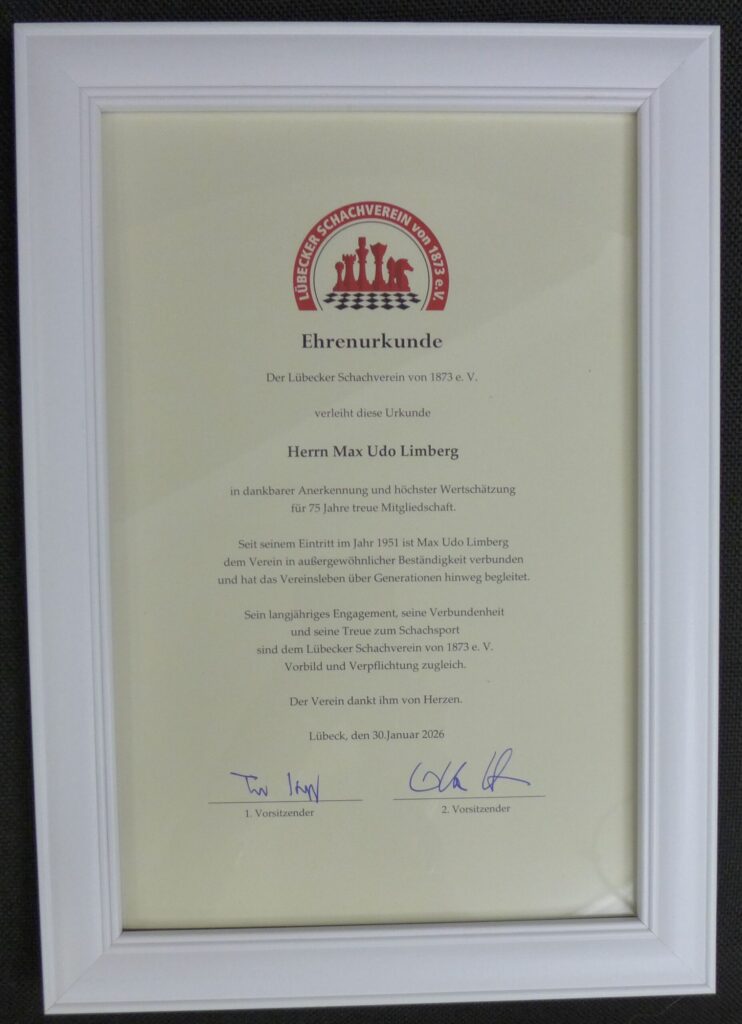 LÜBECKER SCHACHVEREIN von 1873 e.V.
Ehrenurkunde
Der Lübecker Schachverein von 1873 e. V.
verleiht diese Urkunde
Herrn Max Udo Limberg
in dankbarer Anerkennung und höchster Wertschätzung
für 75 Jahre treue Mitgliedschaft.
Seit seinem Eintritt im Jahr 1951 ist Max Udo Limberg
dem Verein in außergewöhnlicher Beständigkeit verbunden
und hat das Vereinsleben über Generationen hinweg begleitet.
Sein langjähriges Engagement, seine Verbundenheit
und seine Treue zum Schachsport
sind dem Lübecker Schachverein von 1873 e. V.
Vorbild und Verpflichtung zugleich.
Der Verein dankt ihm von Herzen.
Lübeck, den 30.Januar 2026
1. Vorsitzender
2. Vorsitzender